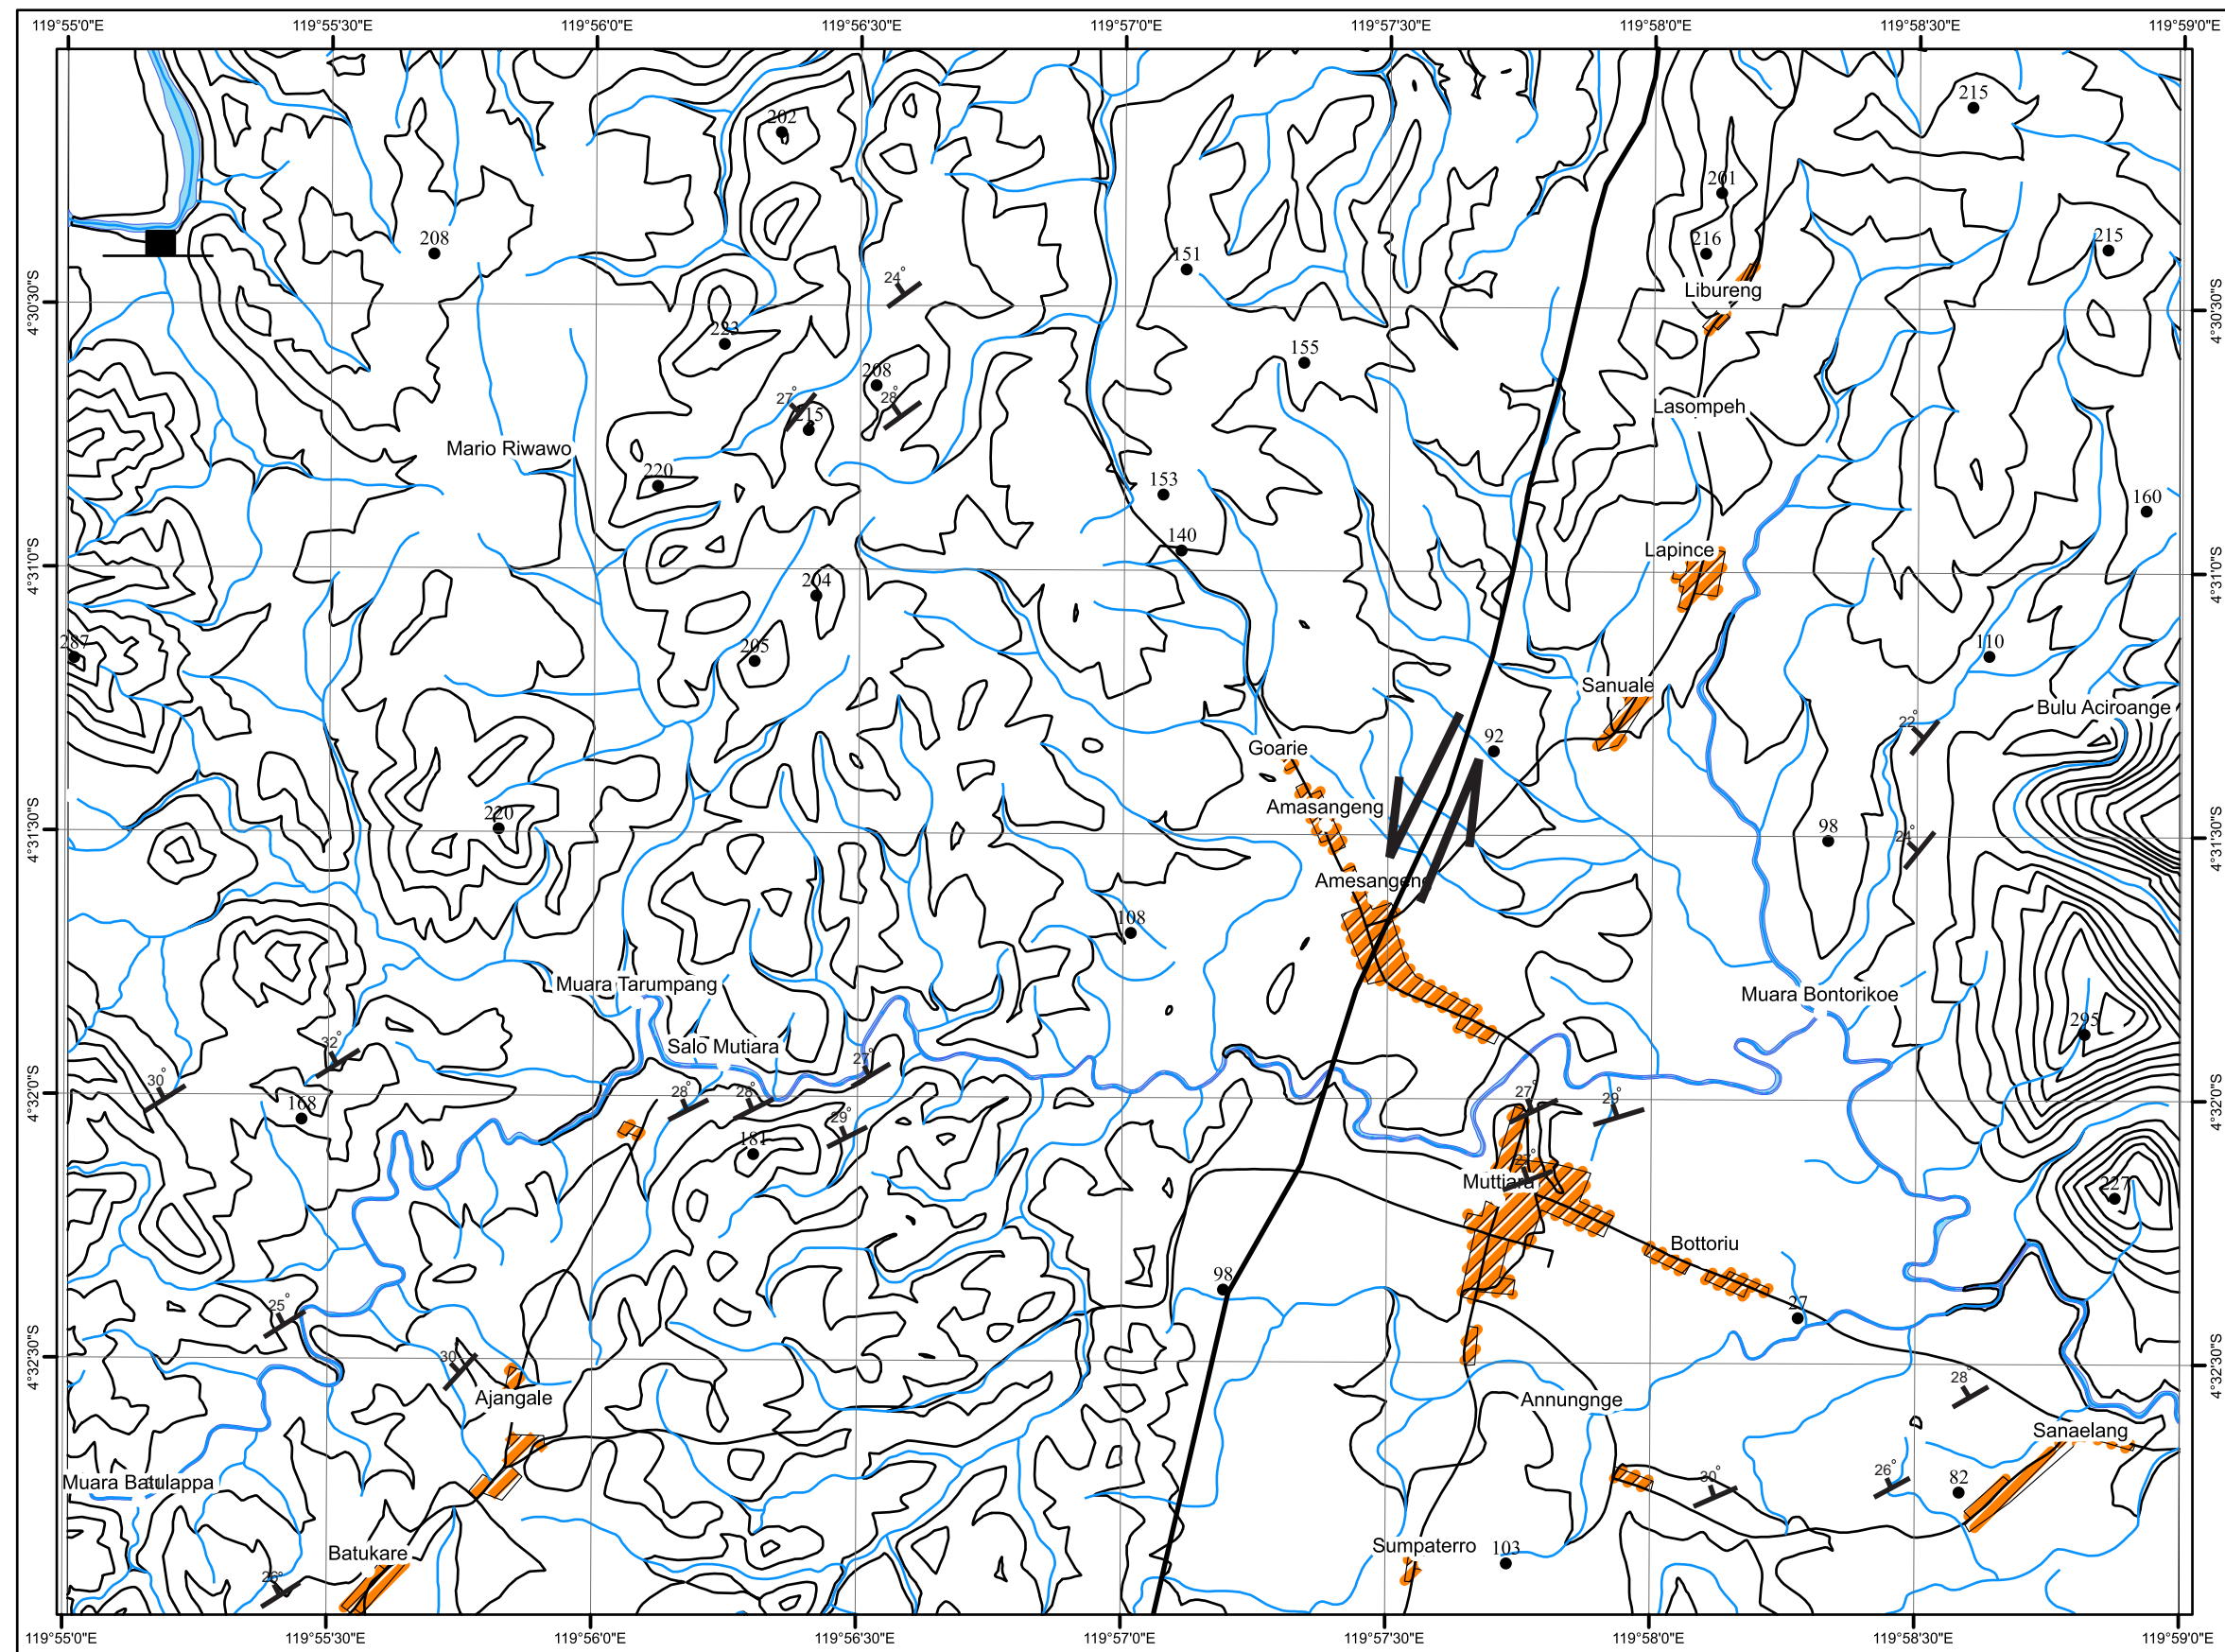 119°55'0"E 119°55'30"E 119°56'0"E 119°56'30"E 119°57'0"E 119°57'30"E 119°58'0"E 119°58'30"E 119°59'0"E
202
215
201
208
216
215
151
24°
Libureng
4°30'30"S
4°30'30"S
223
155
208
27°
28°
215
Lasompeh
Mario Riwawo
220
153
160
140
Lapince
4°31'0"S
4°31'0"S
204
287
205
110
Sanuale
Bulu Aciroange
22°
92
Goarie
Amasangeng
220
98
4°31'30"S
4°31'30"S
21°
Amesangeng
108
Muara Tarumpang
Muara Bontorikoe
295
32°
Salo Mutiara
27°
30°
4°32'0"S
4°32'0"S
168
28°
28°
27°
29°
29°
181
27°
Muttiara
227
Bottoriu
98
25°
27
30
4°32'30"S
4°32'30"S
28°
Ajangale
Annungnge
Sanaelang
Muara Batulappa
30°
26°
82
Batukare
Sumpaterro
103
26°
119°55'0"E 119°55'30"E 119°56'0"E 119°56'30"E 119°57'0"E 119°57'30"E 119°58'0"E 119°58'30"E 119°59'0"E